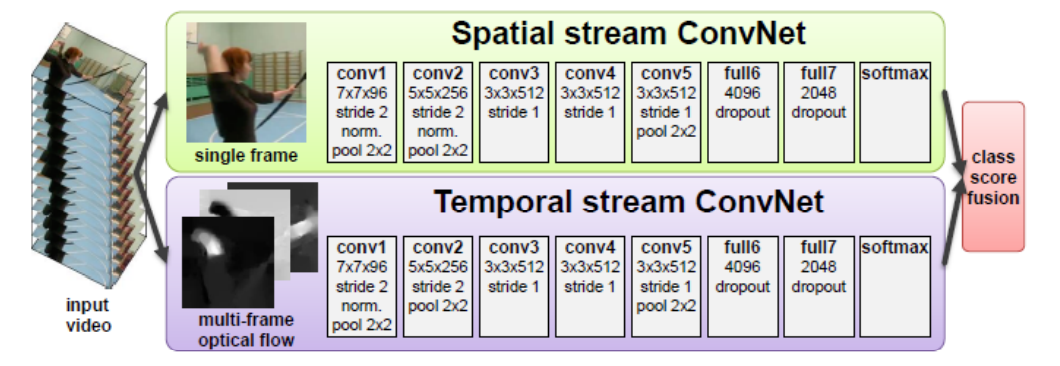 Spatial stream ConvNet
conv1
7x7x96
stride 2
norm.
pool 2x2
conv2
5x5x256
stride 2
norm.
pool 2x2
conv3
3x3x512
stride 1
conv4
3x3x512
stride 1
conv5
3x3x512
stride 1
pool 2x2
full6
4096
dropout
full7
2048
dropout
softmax
single frame
Temporal stream ConvNet
conv1
7x7x96
stride 2
norm.
pool 2x2
conv2
5x5x256
stride 2
pool 2x2
conv3
3x3x512
stride 1
conv4
3x3x512
stride 1
conv5
3x3x512
stride 1
pool 2x2
full6
4096
dropout
full7
2048
dropout
softmax
multi-frame
optical flow
input
video
class
score
fusion